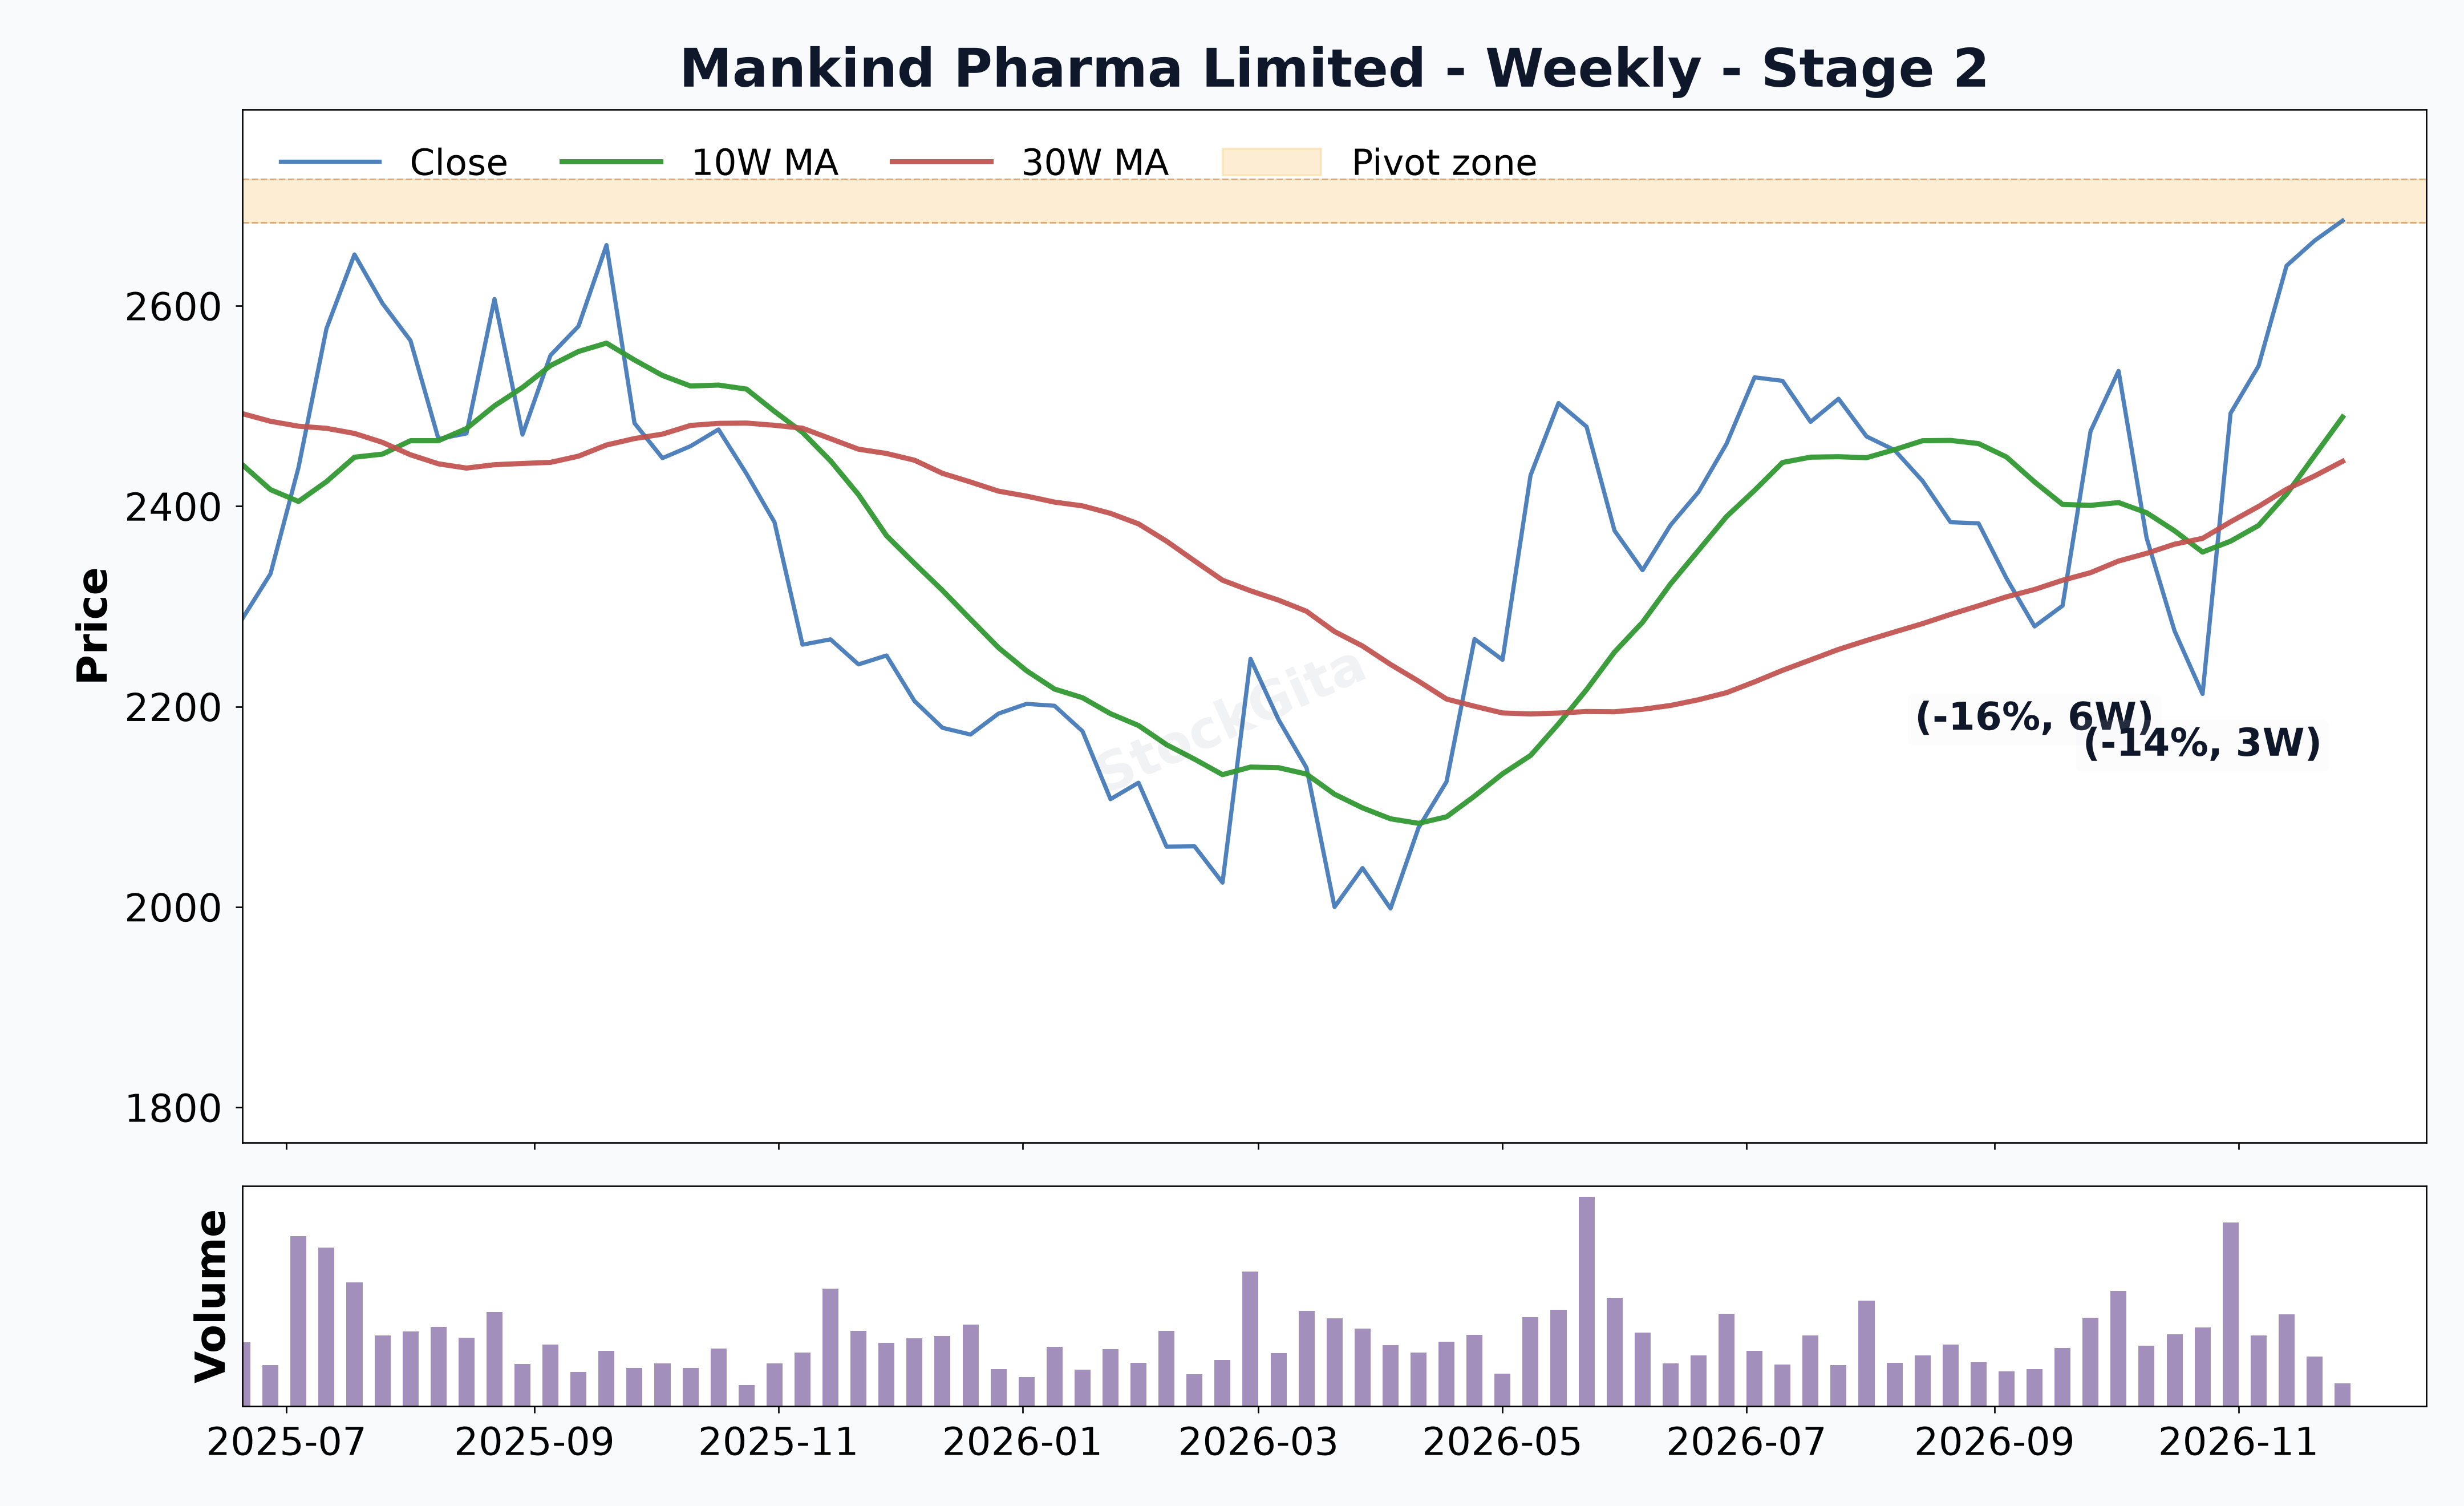 Mankind Pharma Limited - Weekly - Stage 2
Close 10W MA 30W MA Pivot zone
2600
2400
2200
2000
1800
Price
StockGita
(-16%, 6W)
(-14%, 3W)
Volume
2025-07 2025-09 2025-11 2026-01 2026-03 2026-05 2026-07 2026-09 2026-11